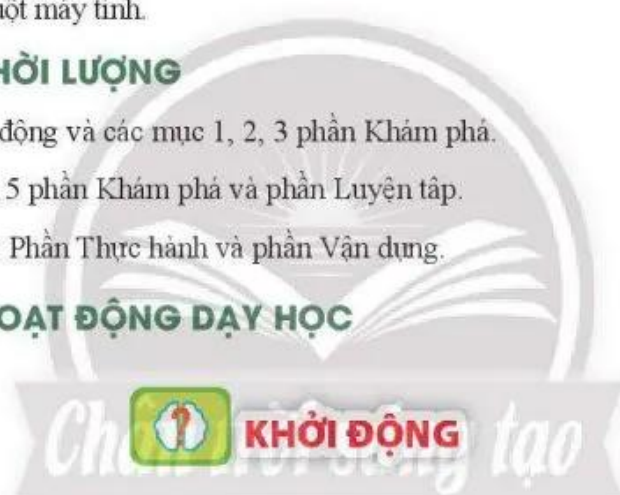 uột máy tính.
HỜI LƯỢNG
động và các mục 1, 2, 3 phần Khám phá.
5 phần Khám phá và phần Luyện tâp.
Phần Thực hành và phần Vận dụng.
OẠT ĐỘNG DẠY HỌC
? KHỞI ĐỘNG
Chân trời sáng tạo